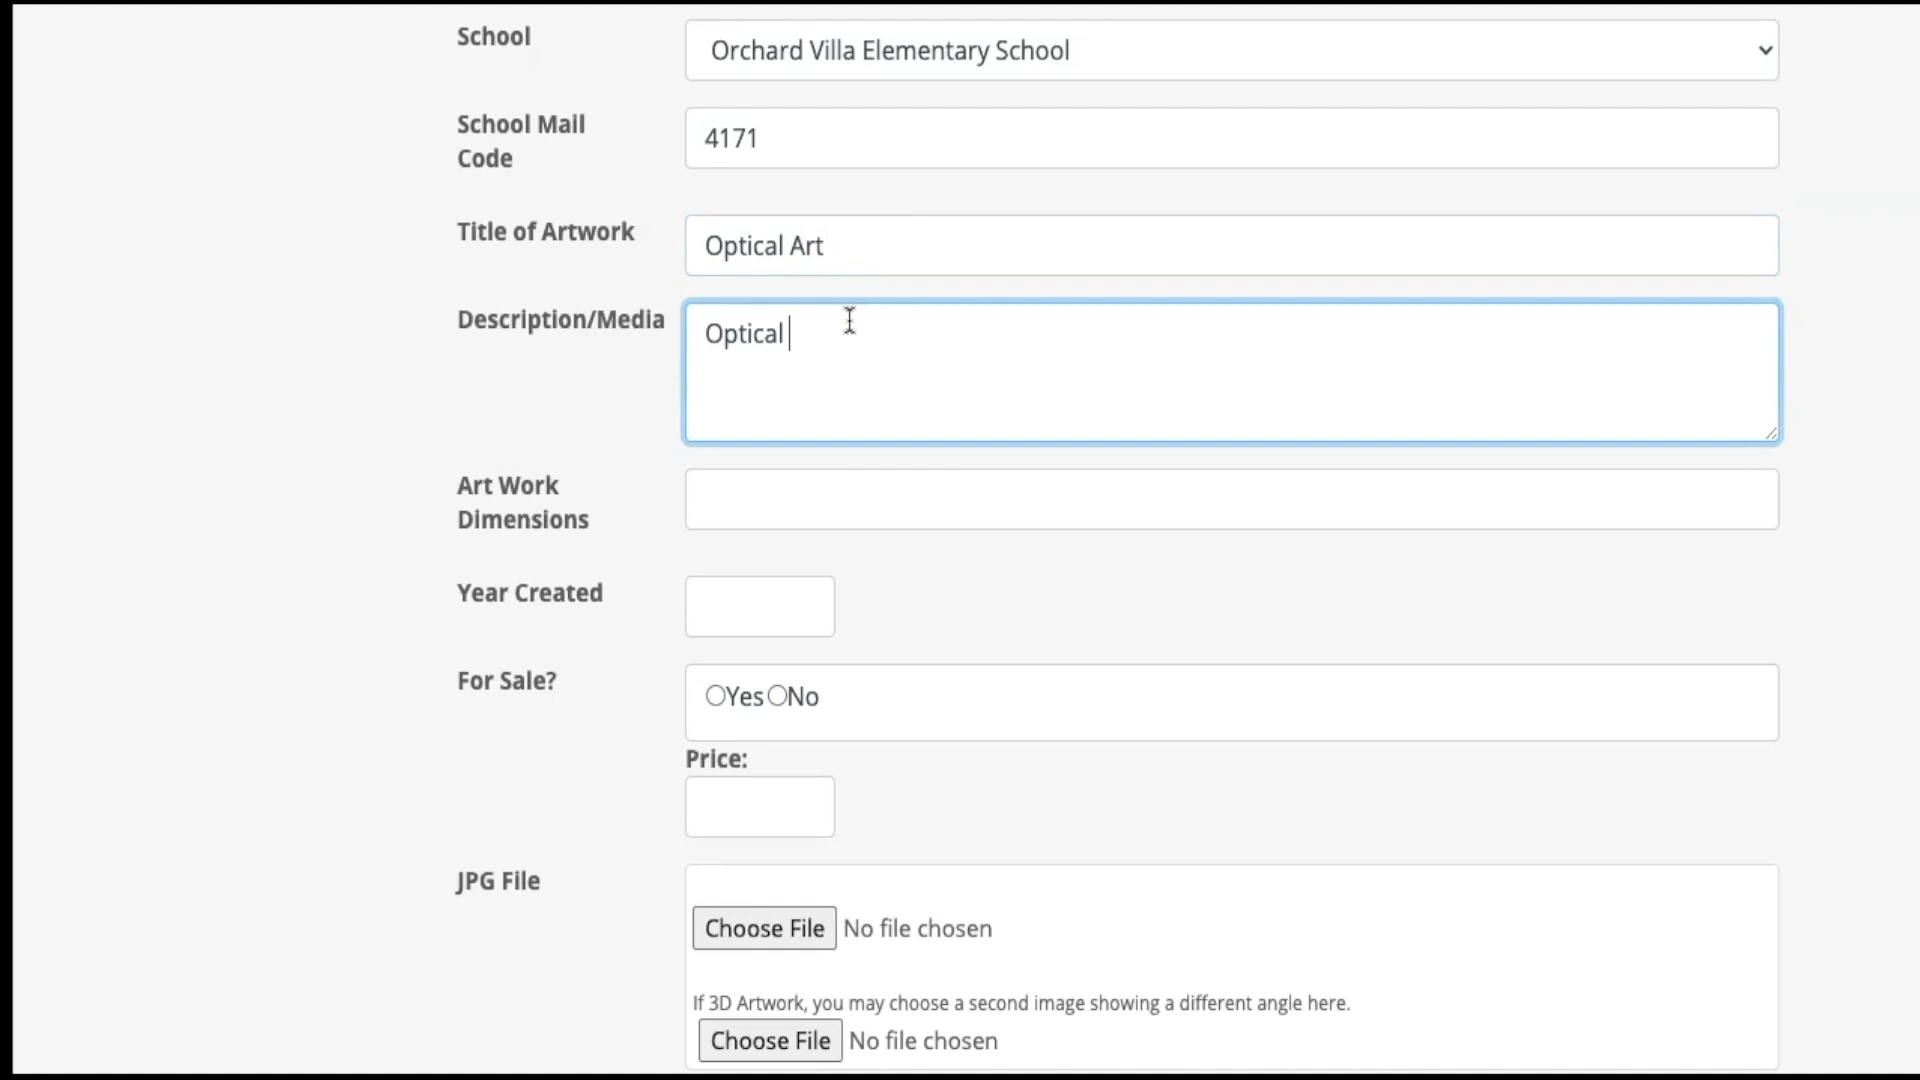 School
Orchard Villa Elementary School
School Mail
Code
4171
Title of Artwork
Optical Art
Description/Media
Optical
Art Work
Dimensions
Year Created
For Sale?
Yes No
Price:
JPG File
Choose File No file chosen
If 3D Artwork, you may choose a second image showing a different angle here.
Choose File No file chosen